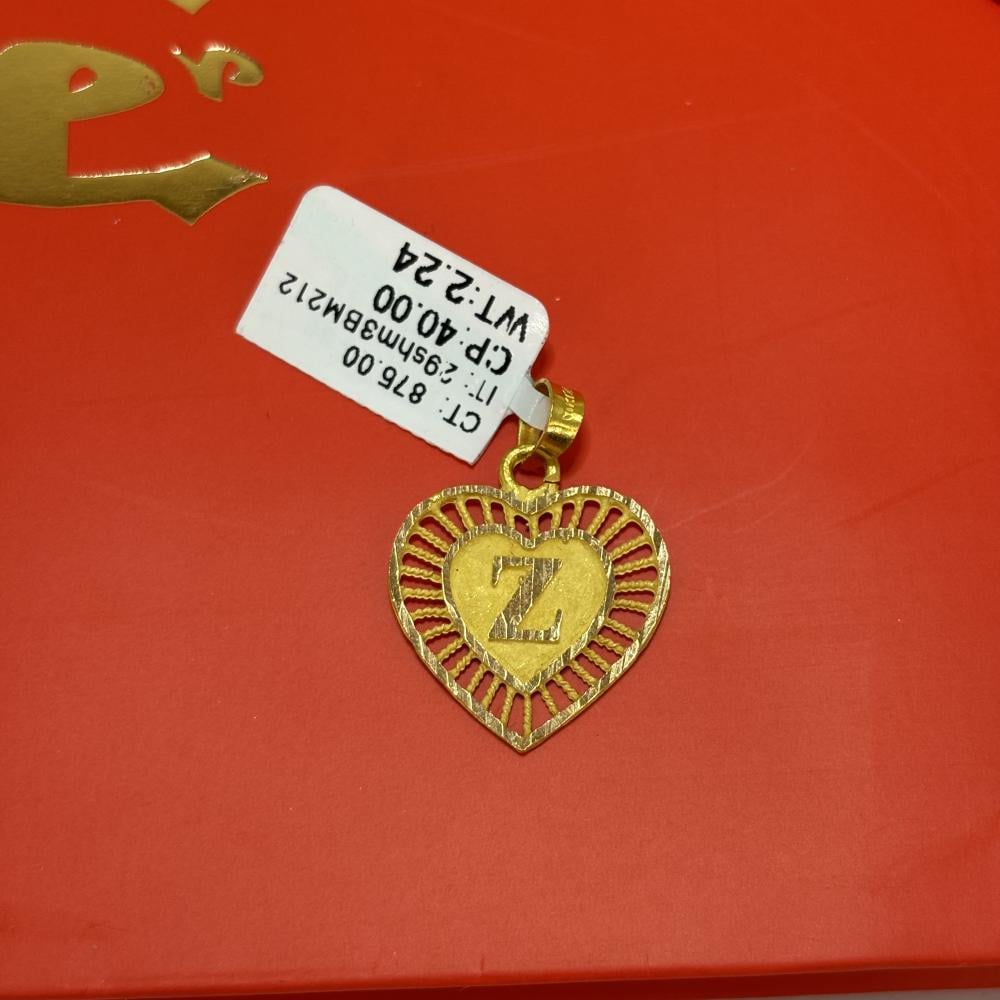 CT: 875.00
IT: 29shm3BM212
CP: 40.00
WT: 2.24
Z